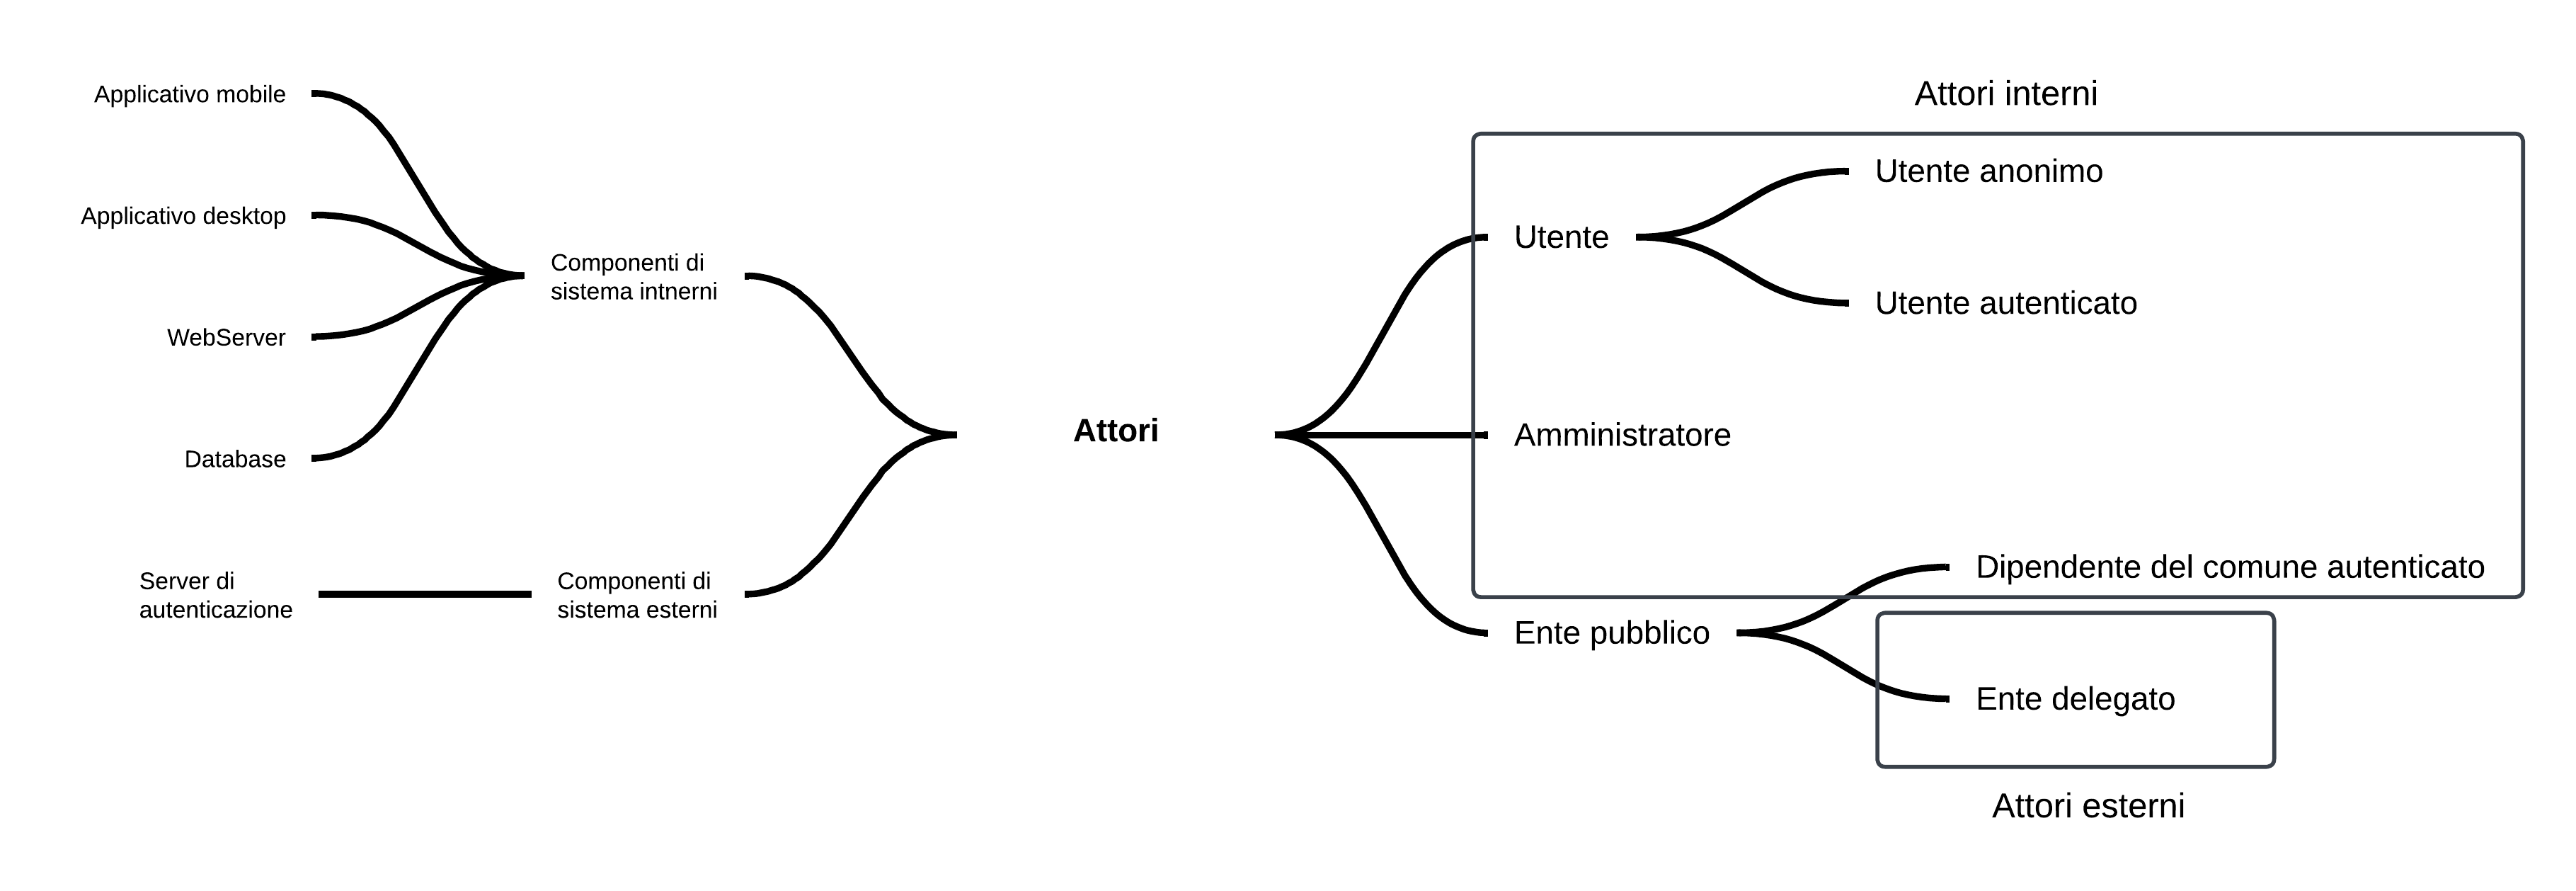 Applicativo mobile
Applicativo desktop
WebServer
Database
Componenti di
sistema intnerni
Server di
autenticazione
Componenti di
sistema esterni
Attori
Attori interni
Utente
Utente anonimo
Utente autenticato
Amministratore
Ente pubblico
Dipendente del comune autenticato
Ente delegato
Attori esterni